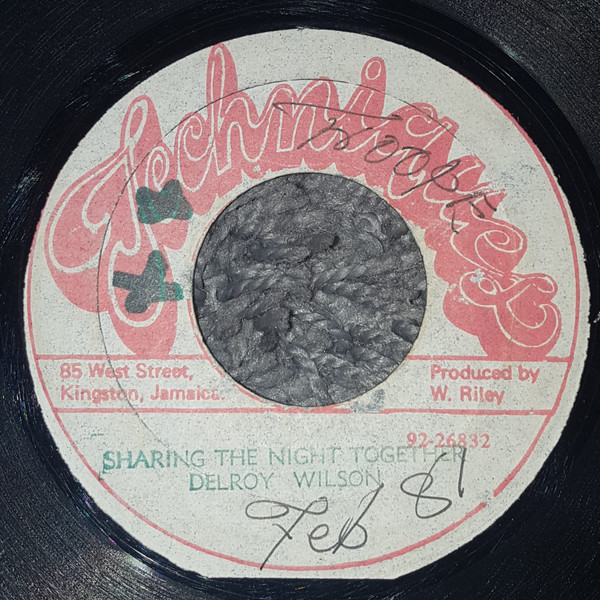 Techniques
85 West Street,
Kingston, Jamaica.
Produced by
W. Riley
92-26832
SHARING THE NIGHT TOGETHER
DELROY WILSON
Feb 81